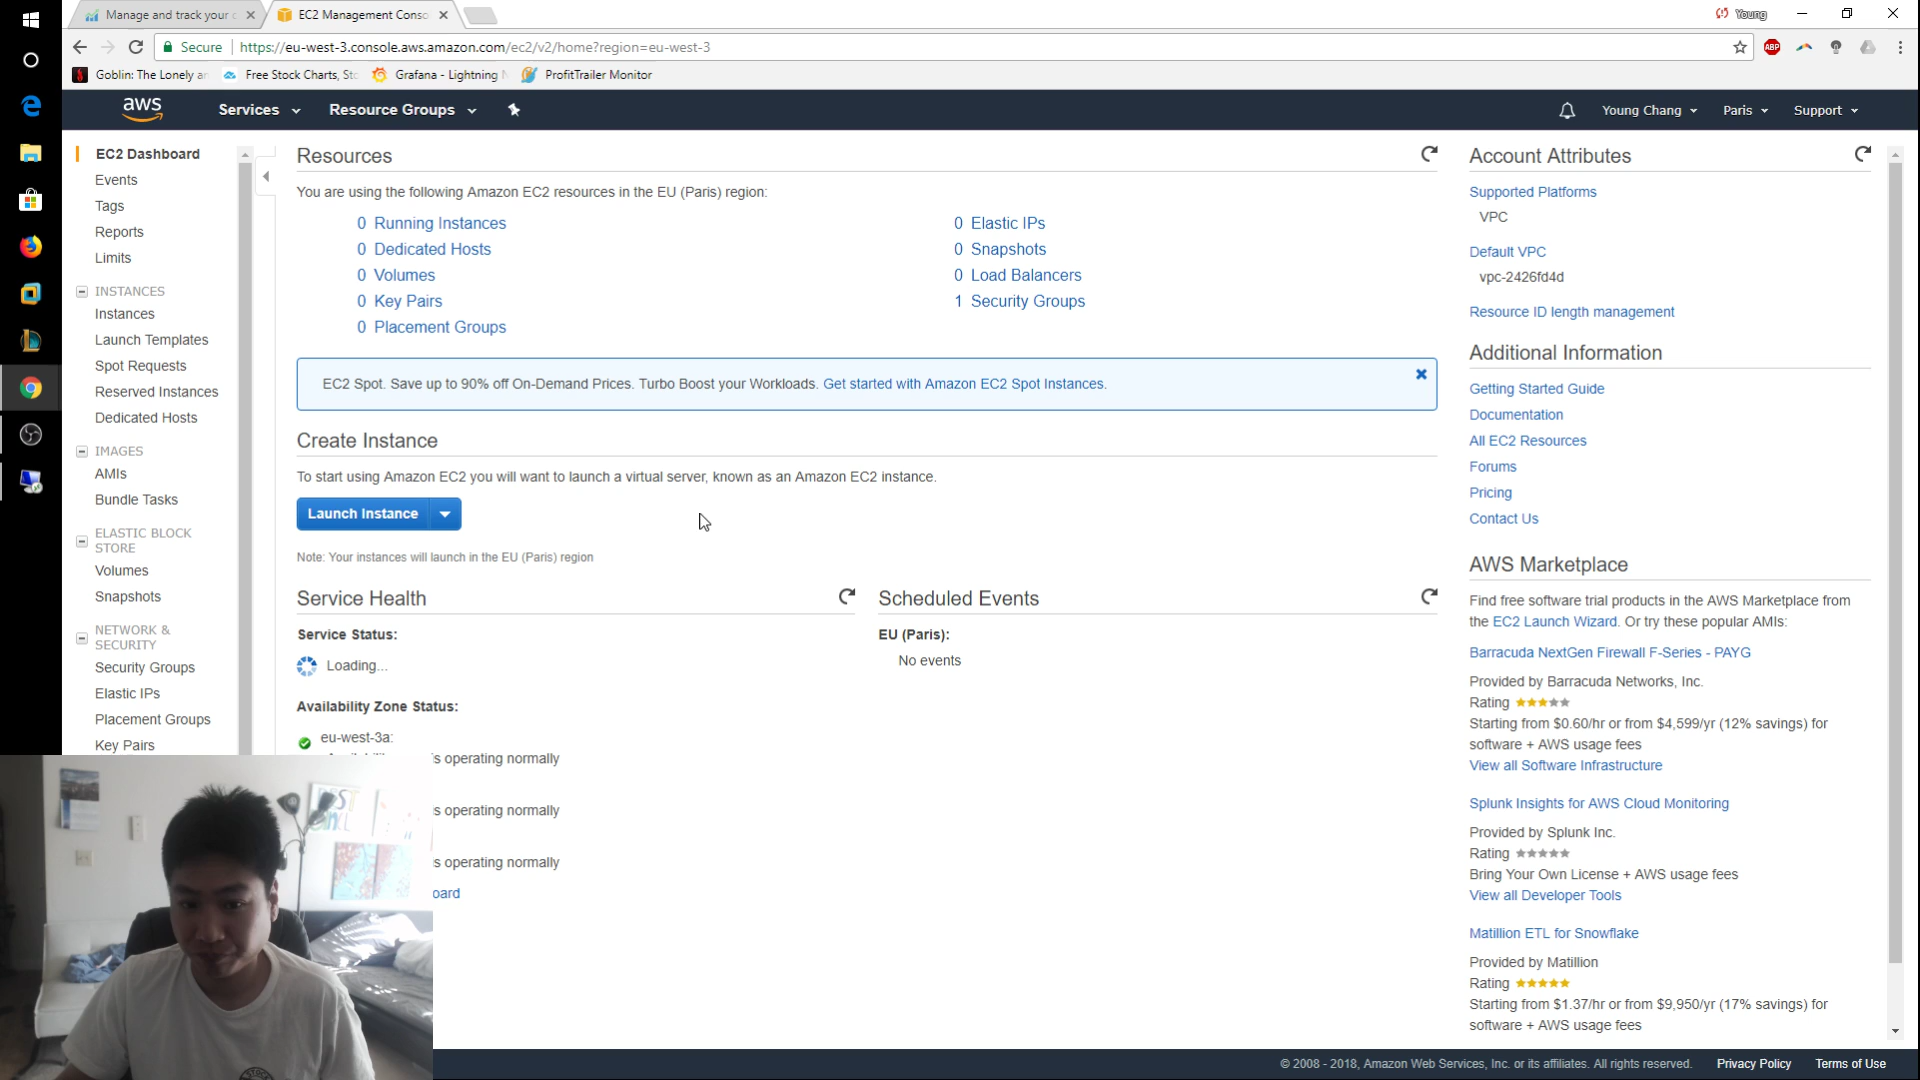 Manage and track your c
EC2 Management Conso
Young
Secure
https://eu-west-3.console.aws.amazon.com/ec2/v2/home?region=eu-west-3
ABP
Goblin: The Lonely a
Free Stock Charts, Sto
Grafana - Lightning
ProfitTrailer Monitor
aws
Services
Resource Groups
Young Chang
Paris
Support
EC2 Dashboard
Events
Tags
Reports
Limits
INSTANCES
Instances
Launch Templates
Spot Requests
Reserved Instances
Dedicated Hosts
IMAGES
AMIs
Bundle Tasks
ELASTIC BLOCK
STORE
Volumes
Snapshots
NETWORK &
SECURITY
Security Groups
Elastic IPs
Placement Groups
Key Pairs
Resources
You are using the following Amazon EC2 resources in the EU (Paris) region:
0 Running Instances
0 Dedicated Hosts
0 Volumes
0 Key Pairs
0 Placement Groups
0 Elastic IPs
0 Snapshots
0 Load Balancers
1 Security Groups
EC2 Spot. Save up to 90% off On-Demand Prices. Turbo Boost your Workloads. Get started with Amazon EC2 Spot Instances.
Create Instance
To start using Amazon EC2 you will want to launch a virtual server, known as an Amazon EC2 instance.
Launch Instance
Note: Your instances will launch in the EU (Paris) region
Service Health
Service Status:
Loading...
Availability Zone Status:
eu-west-3a:
s operating normally
s operating normally
s operating normally
oard
Scheduled Events
EU (Paris):
No events
Account Attributes
Supported Platforms
VPC
Default VPC
vpc-2426fd4d
Resource ID length management
Additional Information
Getting Started Guide
Documentation
All EC2 Resources
Forums
Pricing
Contact Us
AWS Marketplace
Find free software trial products in the AWS Marketplace from
the EC2 Launch Wizard. Or try these popular AMIs:
Barracuda NextGen Firewall F-Series - PAYG
Provided by Barracuda Networks, Inc.
Rating
Starting from $0.60/hr or from $4,599/yr (12% savings) for
software + AWS usage fees
View all Software Infrastructure
Splunk Insights for AWS Cloud Monitoring
Provided by Splunk Inc.
Rating
Bring Your Own License + AWS usage fees
View all Developer Tools
Matillion ETL for Snowflake
Provided by Matillion
Rating
Starting from $1.37/hr or from $9,950/yr (17% savings) for
software + AWS usage fees
© 2008 - 2018, Amazon Web Services, Inc. or its affiliates. All rights reserved.
Privacy Policy
Terms of Use